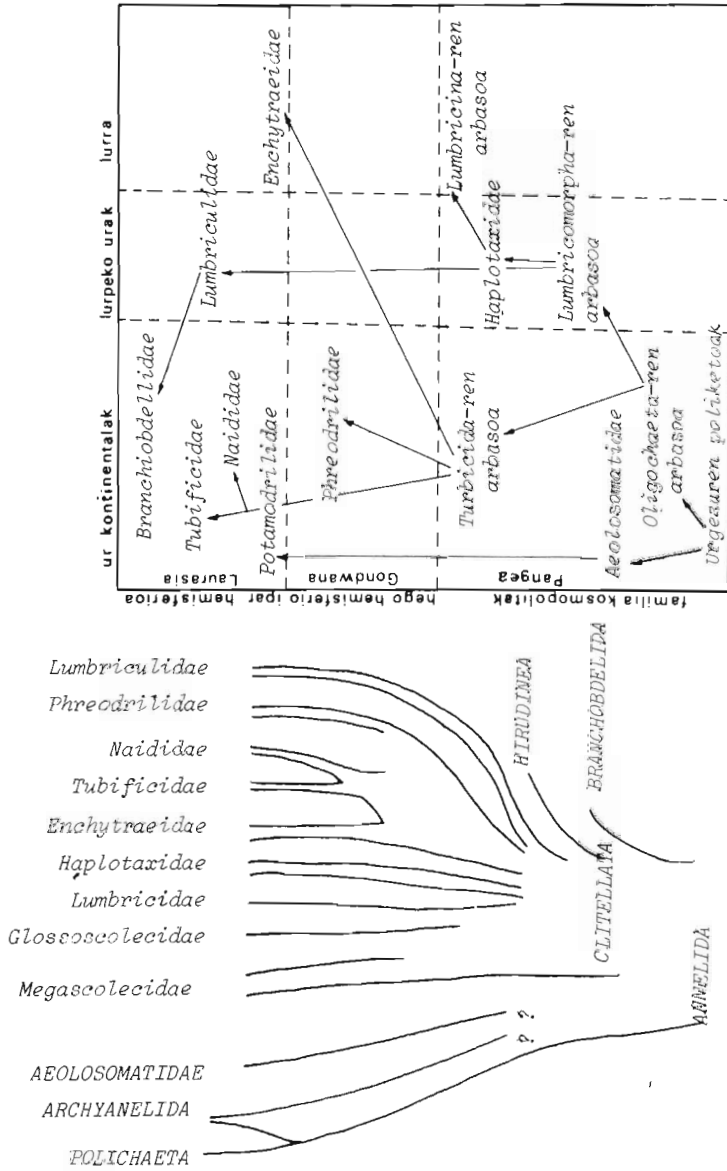 ur kontinentalak
lurpeko urak
lurra
Branchiobdellidae
Lumbriculidae
Tubificidae
Naididae
Potamodrilidae
Enchytraeidae
Phreodrilidae
Turbicida-ren
arbasoa
Haplotaxidae
Lumbricina-ren
arbasoa
Lumbricomorpha-ren
arbasoa
Aeolosomatidae
Oligochaeta-ren
arbasoa
Urgezauren poliketoak
familia kosmopolitak
hego hemisferio
ipar hemisferioa
Pangea
Gondwana
Laurasia
Lumbriculidae
Phreodrilidae
Naididae
Tubificidae
Enchytraeidae
Haplotaxidae
Lumbricidae
Glossoscolecidae
Megascolecidae
AEOLOSOMATIDAE
ARCHYANELIDA
POLICHAETA
HIRUDINEA
BRANCHOBDELIDA
CLITELLATA
ANNELIDA
? ?
? ?